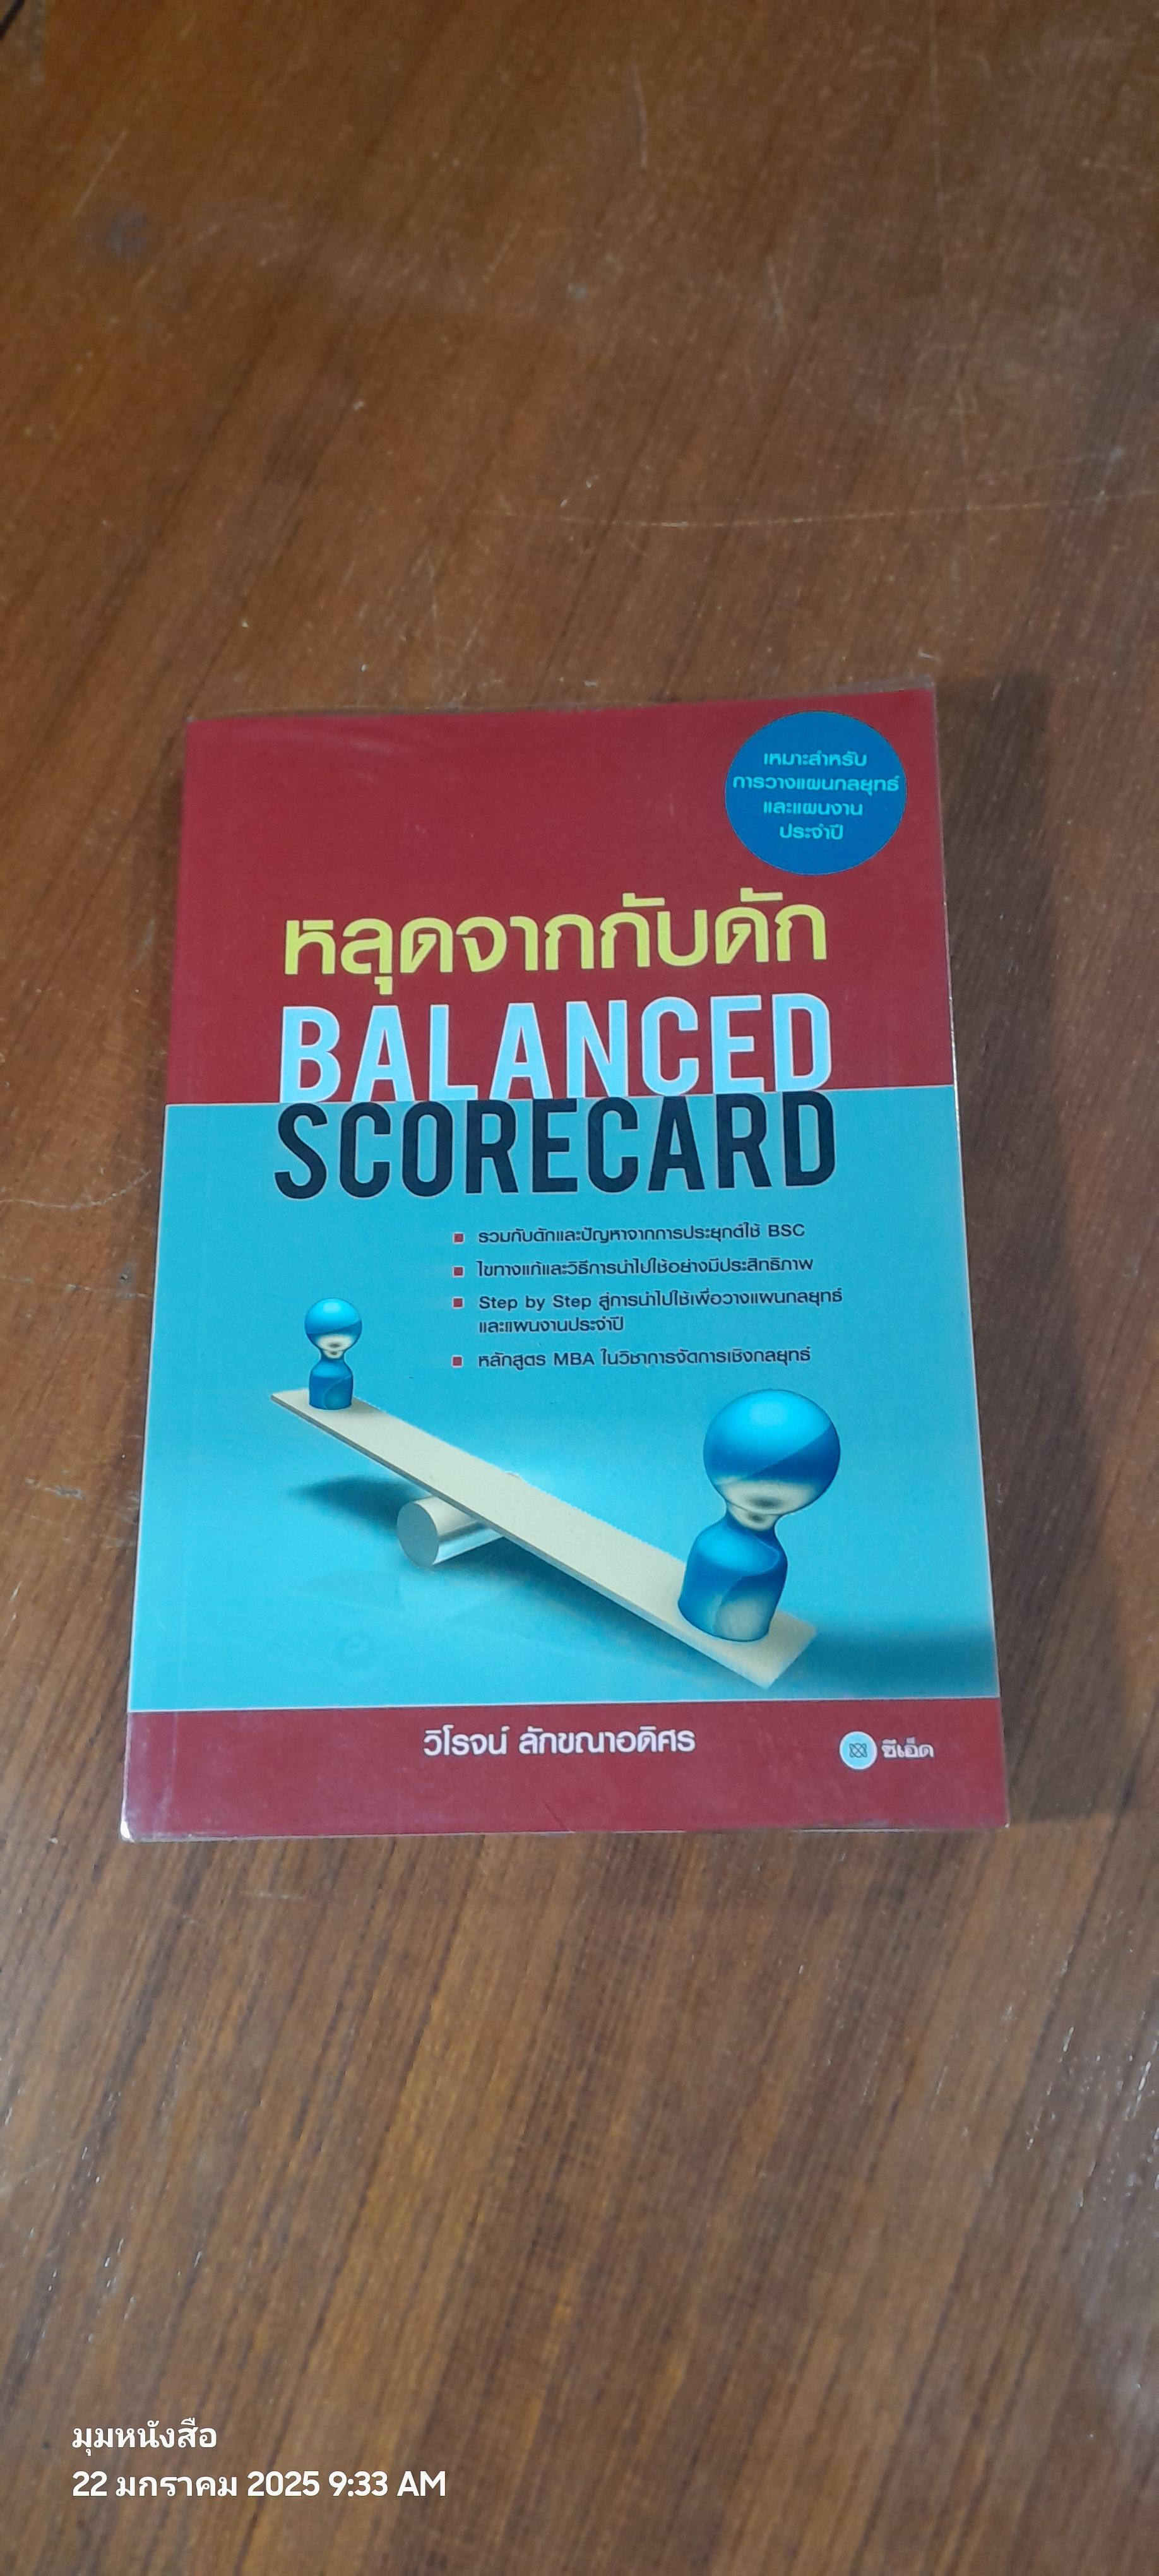 เหมาะสำหรับ
การวางแผนกลยุทธ์
และแผนงาน
ประจำปี
หลุดจากกับดัก
BALANCED
SCORECARD
รวมกับดักและปัญหาจากการประยุกต์ใช้ BSC
ไขทางแก้และวิธีการนำไปใช้อย่างมีประสิทธิภาพ
Step by Step สู่การนำไปใช้เพื่อวางแผนกลยุทธ์
และแผนงานประจำปี
หลักสูตร MBA ในวิชาการจัดการเชิงกลยุทธ์
วิโรจน์ ลักขณาอดิศร
ซีเอ็ด
มุมหนังสือ
22 มกราคม 2025 9:33 AM